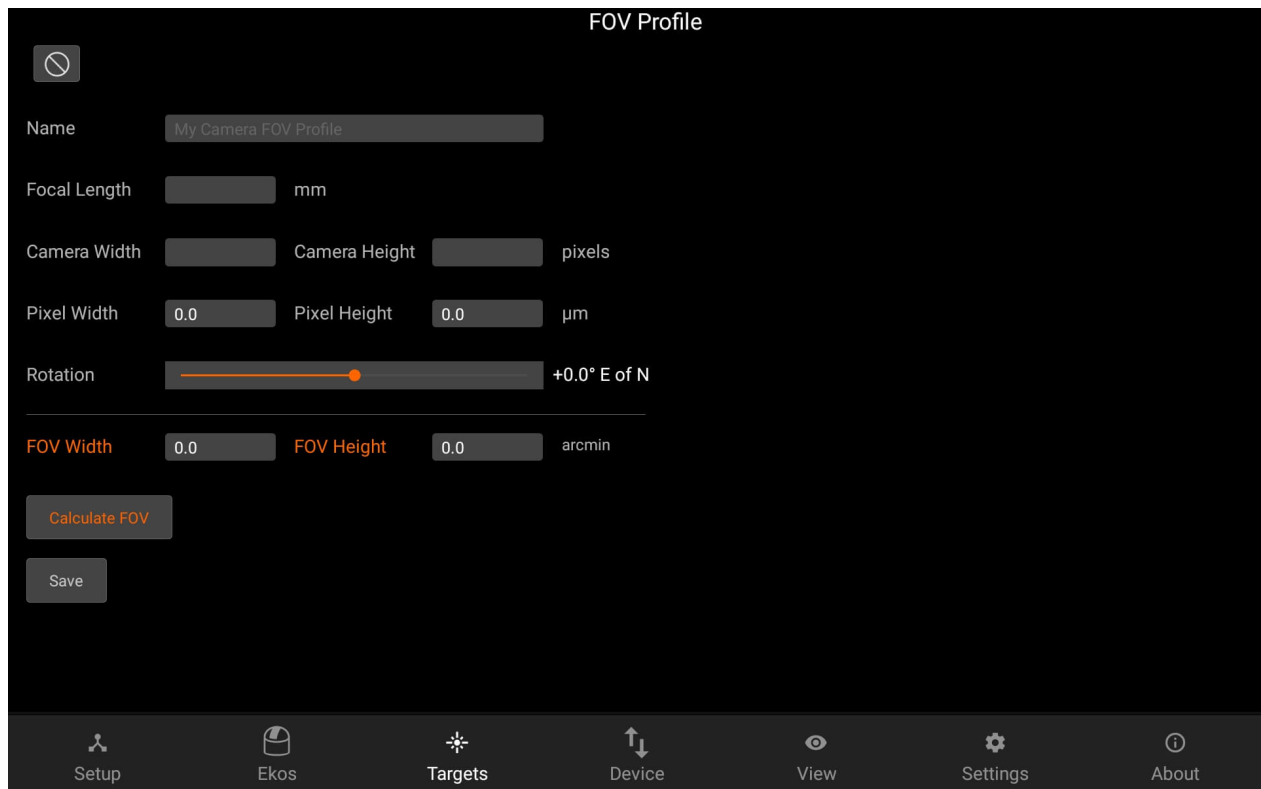 FOV Profile
Name My Camera FOV Profile
Focal Length mm
Camera Width Camera Height pixels
Pixel Width 0.0 Pixel Height 0.0 µm
Rotation +0.0° E of N
FOV Width 0.0 FOV Height 0.0 arcmin
Calculate FOV
Save
Setup Ekos Targets Device View Settings About